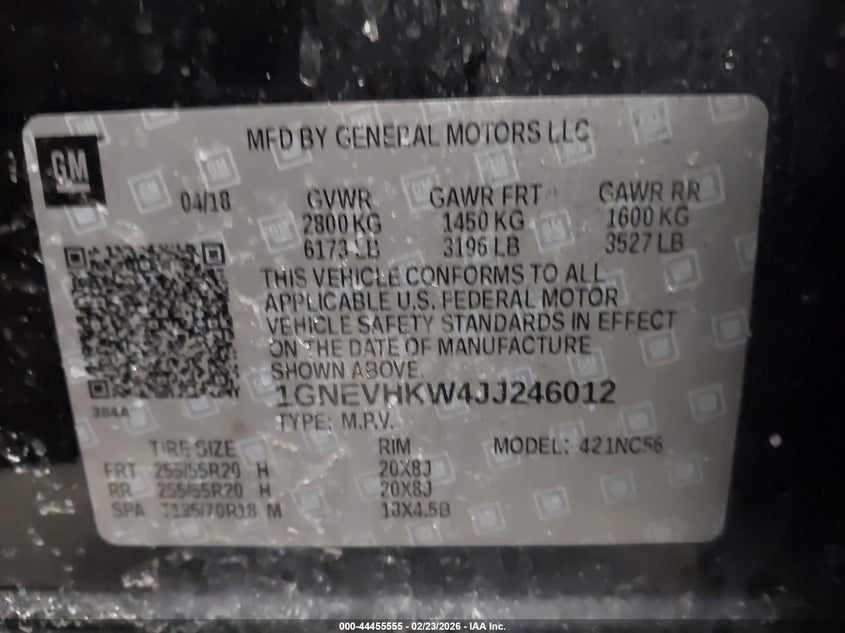 GM
MFD BY GENERAL MOTORS LLC
04/18 GVWR GAWR FRT GAWR RR
2800 KG 1450 KG 1600 KG
6173 LB 3196 LB 3527 LB
THIS VEHICLE CONFORMS TO ALL
APPLICABLE U.S. FEDERAL MOTOR
VEHICLE SAFETY STANDARDS IN EFFECT
ON THE DATE OF MANUFACTURE
SHOWN ABOVE.
1GNEVHKW4JJ246012
384A
TYPE: M.P.V.
TIRE SIZE RIM MODEL: 421NC56
FRT 255/55R20 H 20X8J
RR 255/55R20 H 20X8J
SPA T135/70R18 M 18X4.5B
000-44455555 - 02/23/2026 - IAA Inc.